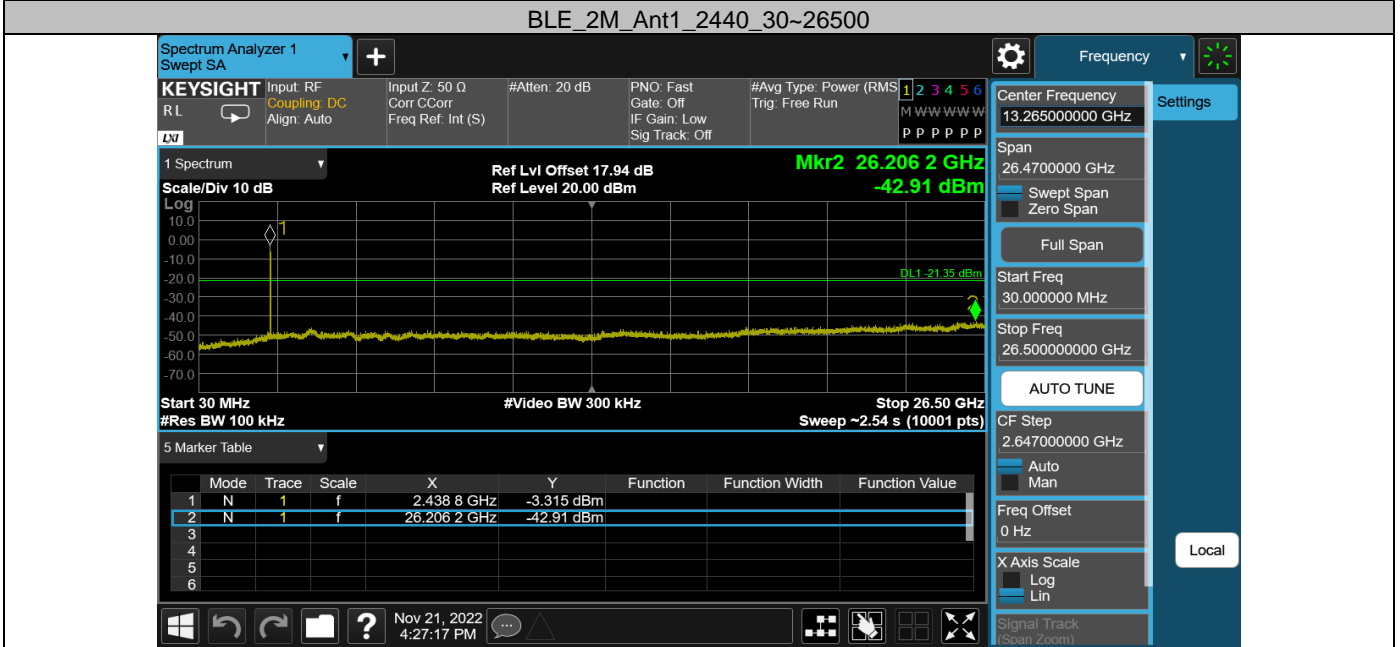 BLE_2M_Ant1_2440_30~26500
Spectrum Analyzer 1
Swept SA
+
Frequency
KEYSIGHT
RL
LXI
Input: RF
Coupling: DC
Align: Auto
Input Z: 50 Ω
Corr CCorr
Freq Ref: Int (S)
#Atten: 20 dB
PNO: Fast
Gate: Off
IF Gain: Low
Sig Track: Off
#Avg Type: Power (RMS
Trig: Free Run
1 2 3 4 5 6
M W W W W W
P P P P P P
1 Spectrum
Scale/Div 10 dB
Log
Ref Lvl Offset 17.94 dB
Ref Level 20.00 dBm
Mkr2 26.206 2 GHz
-42.91 dBm
10.0
0.00
-10.0
-20.0
-30.0
-40.0
-50.0
-60.0
-70.0
1
DL1 -21.35 dBm
2
Start 30 MHz
#Video BW 300 kHz
Stop 26.50 GHz
#Res BW 100 kHz
Sweep ~2.54 s (10001 pts)
5 Marker Table
Mode Trace Scale X Y Function Function Width Function Value
1 N 1 f 2.438 8 GHz -3.315 dBm
2 N 1 f 26.206 2 GHz -42.91 dBm
3
4
5
6
Nov 21, 2022
4:27:17 PM
?
Center Frequency
13.265000000 GHz
Settings
Span
26.4700000 GHz
Swept Span
Zero Span
Full Span
Start Freq
30.000000 MHz
Stop Freq
26.500000000 GHz
AUTO TUNE
CF Step
2.647000000 GHz
Auto
Man
Freq Offset
0 Hz
Local
X Axis Scale
Log
Lin
Signal Track
(Span Zoom)